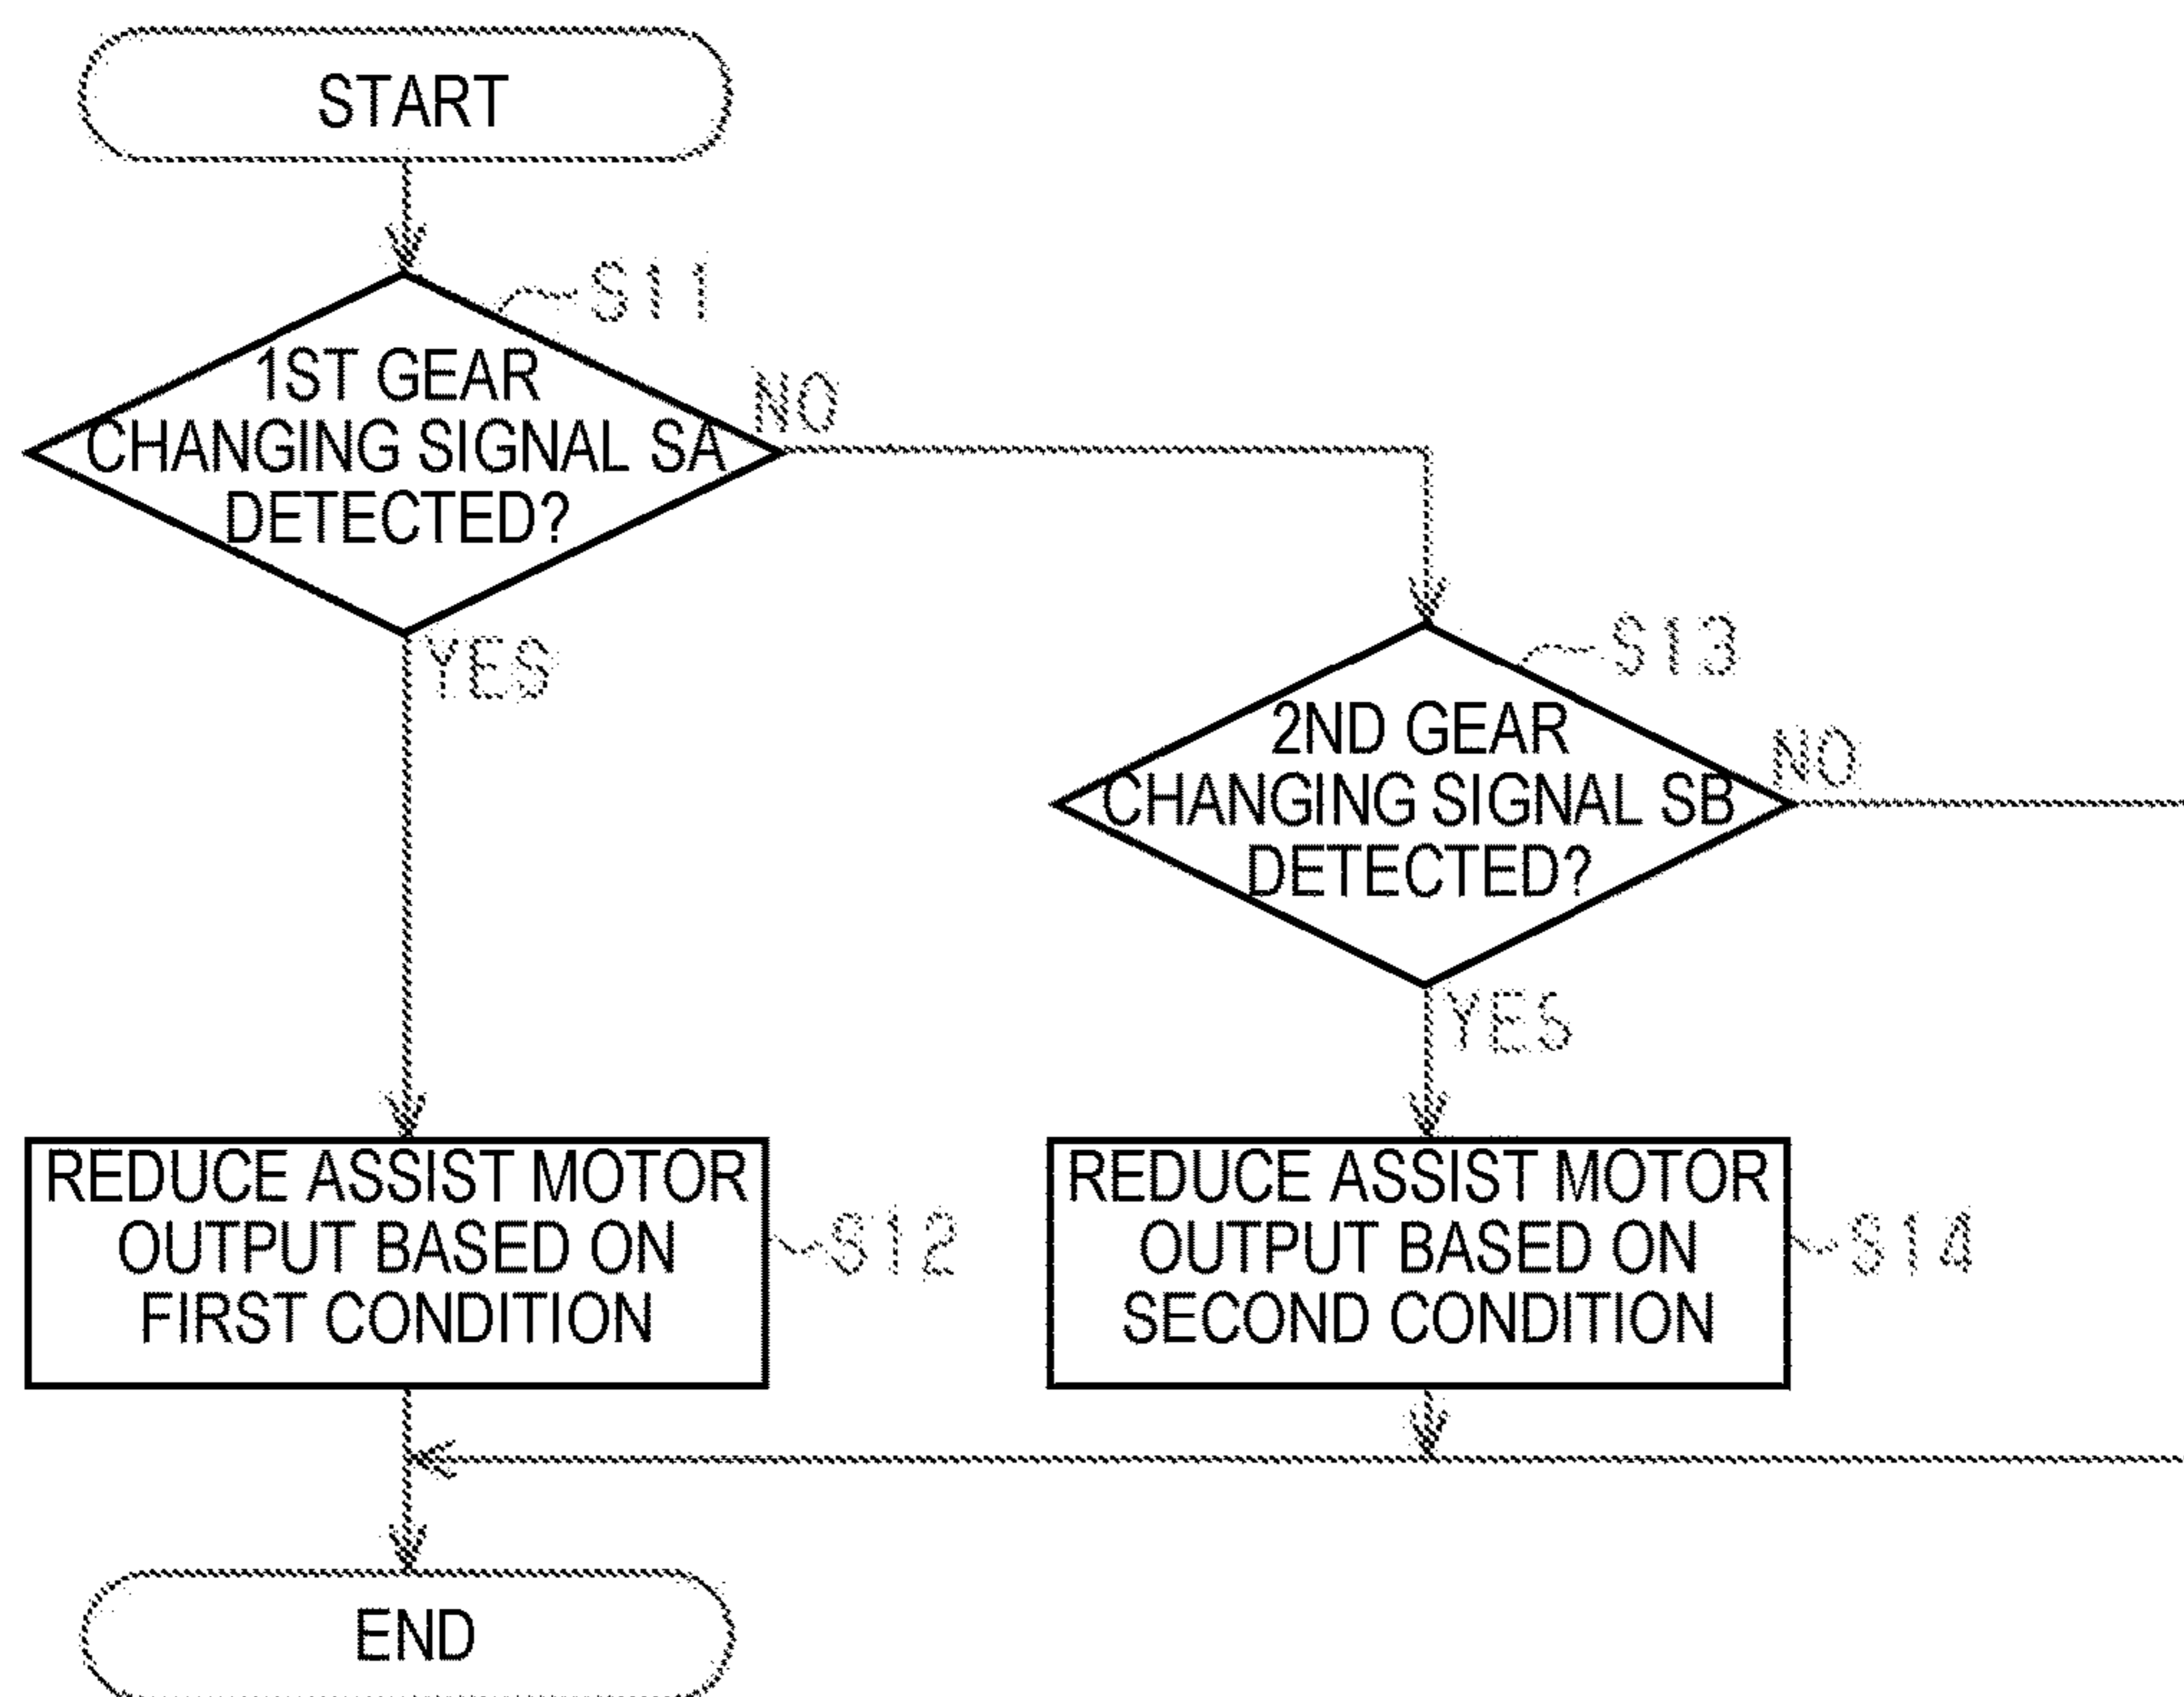 START
S11
1ST GEAR
CHANGING SIGNAL SA
DETECTED?
NO
YES
S13
2ND GEAR
CHANGING SIGNAL SB
DETECTED?
NO
YES
REDUCE ASSIST MOTOR
OUTPUT BASED ON
FIRST CONDITION
S12
REDUCE ASSIST MOTOR
OUTPUT BASED ON
SECOND CONDITION
S14
END